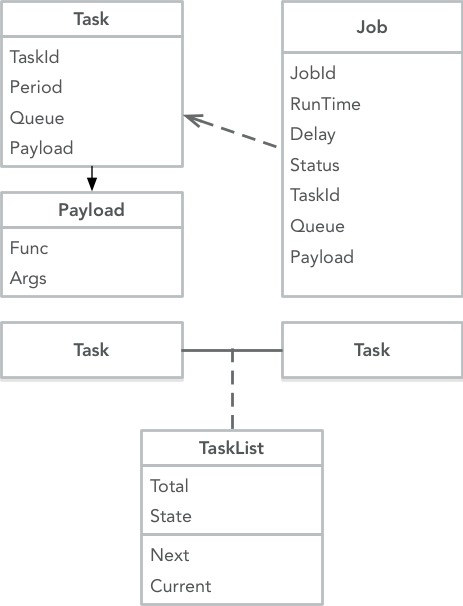 Task
TaskId
Period
Queue
Payload
Payload
Func
Args
Job
JobId
RunTime
Delay
Status
TaskId
Queue
Payload
Task
Task
TaskList
Total
State
Next
Current